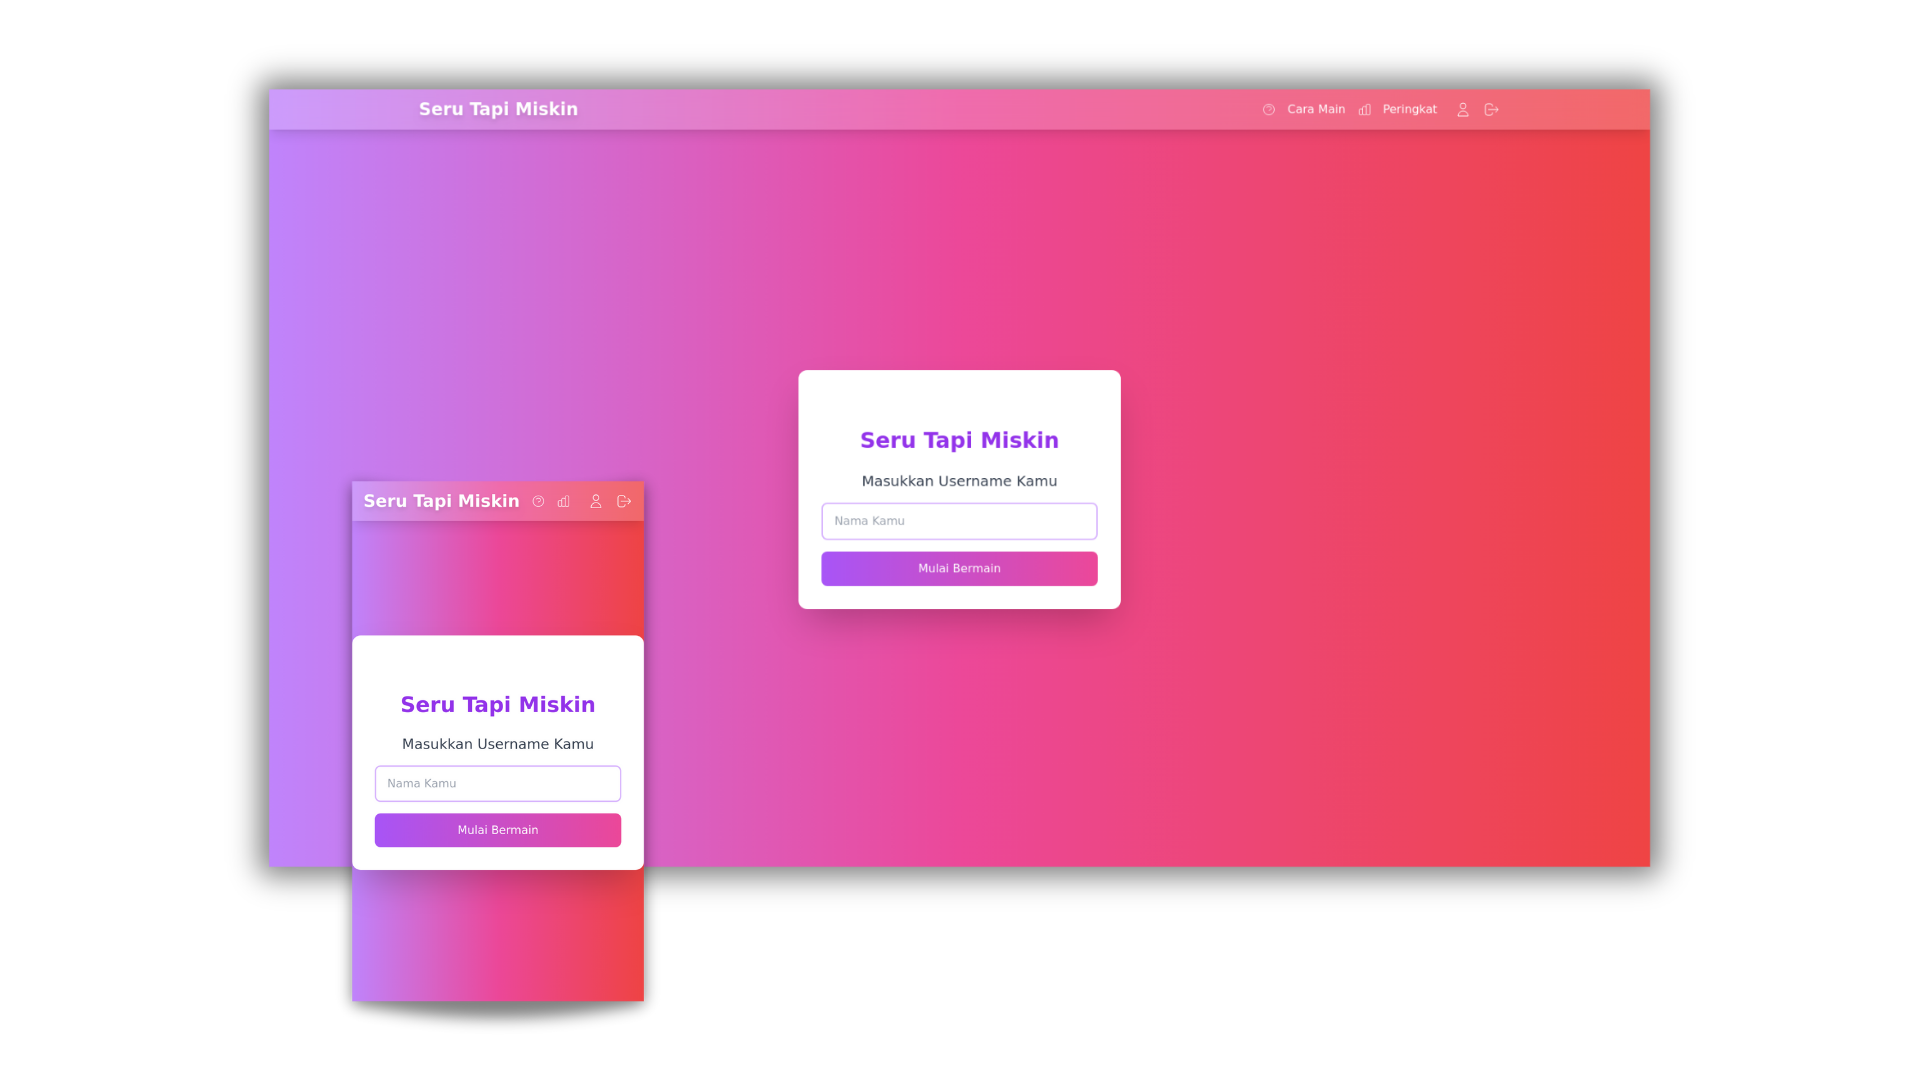 Seru Tapi Miskin
Cara Main
Peringkat
Seru Tapi Miskin
Masukkan Username Kamu
Nama Kamu
Mulai Bermain
Seru Tapi Miskin
Seru Tapi Miskin
Masukkan Username Kamu
Nama Kamu
Mulai Bermain